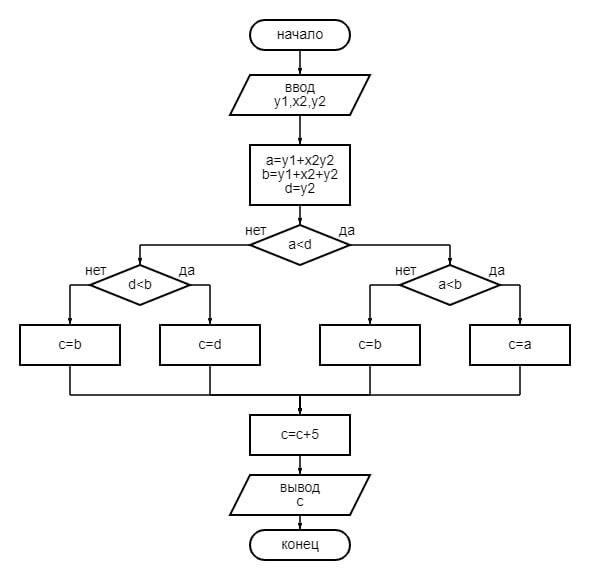 начало
ввод
y1,x2,y2
a=y1+x2y2
b=y1+x2+y2
d=y2
нет
a<d
да
нет
d<b
да
нет
a<b
да
c=b
c=d
c=b
c=a
c=c+5
вывод
c
конец